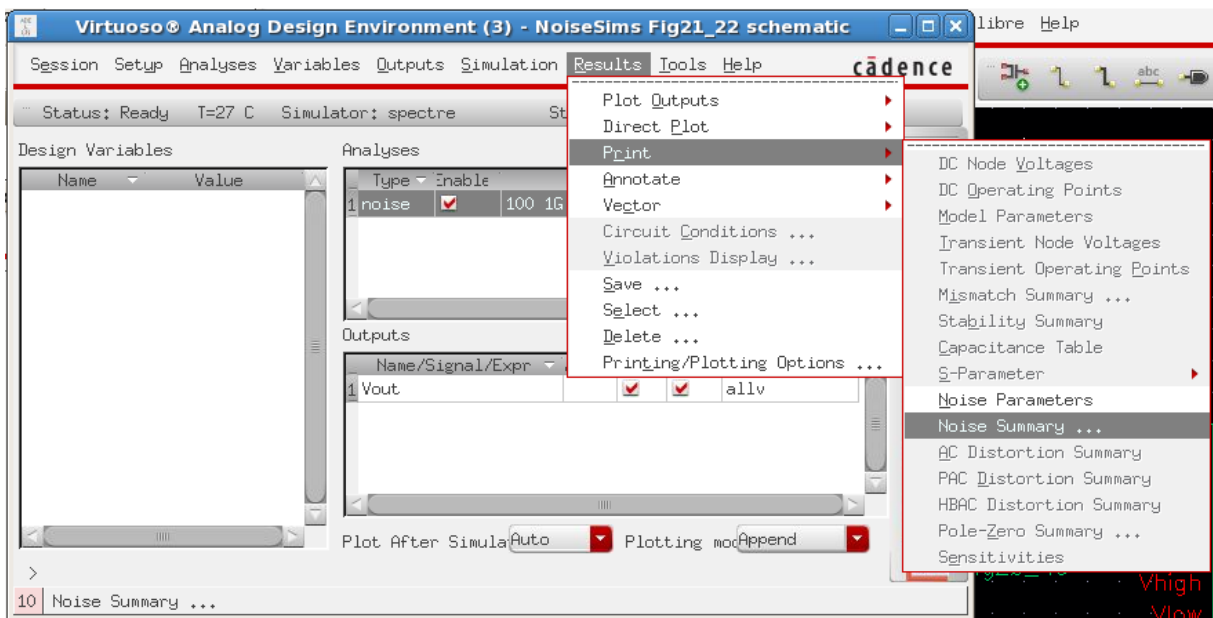 Virtuoso® Analog Design Environment (3) - NoiseSims Fig21_22 schematic
libre Help
Session Setup Analyses Variables Outputs Simulation Results Tools Help
cādence
abc
Status: Ready T=27 C Simulator: spectre St
Plot Outputs
Direct Plot
Print
Annotate
Vector
Circuit Conditions ...
Violations Display ...
Save ...
Select ...
Delete ...
Printing/Plotting Options ...
DC Node Voltages
DC Operating Points
Model Parameters
Transient Node Voltages
Transient Operating Points
Mismatch Summary ...
Stability Summary
Capacitance Table
S-Parameter
Noise Parameters
Noise Summary ...
AC Distortion Summary
PAC Distortion Summary
HBAC Distortion Summary
Pole-Zero Summary ...
Sensitivities
Design Variables
Name Value
Analyses
Type Enable
1 noise 100 1G
Outputs
Name/Signal/Expr
1 Vout allv
Plot After Simula Auto Plotting mod Append
>
10 Noise Summary ...
Vhigh
Vlow